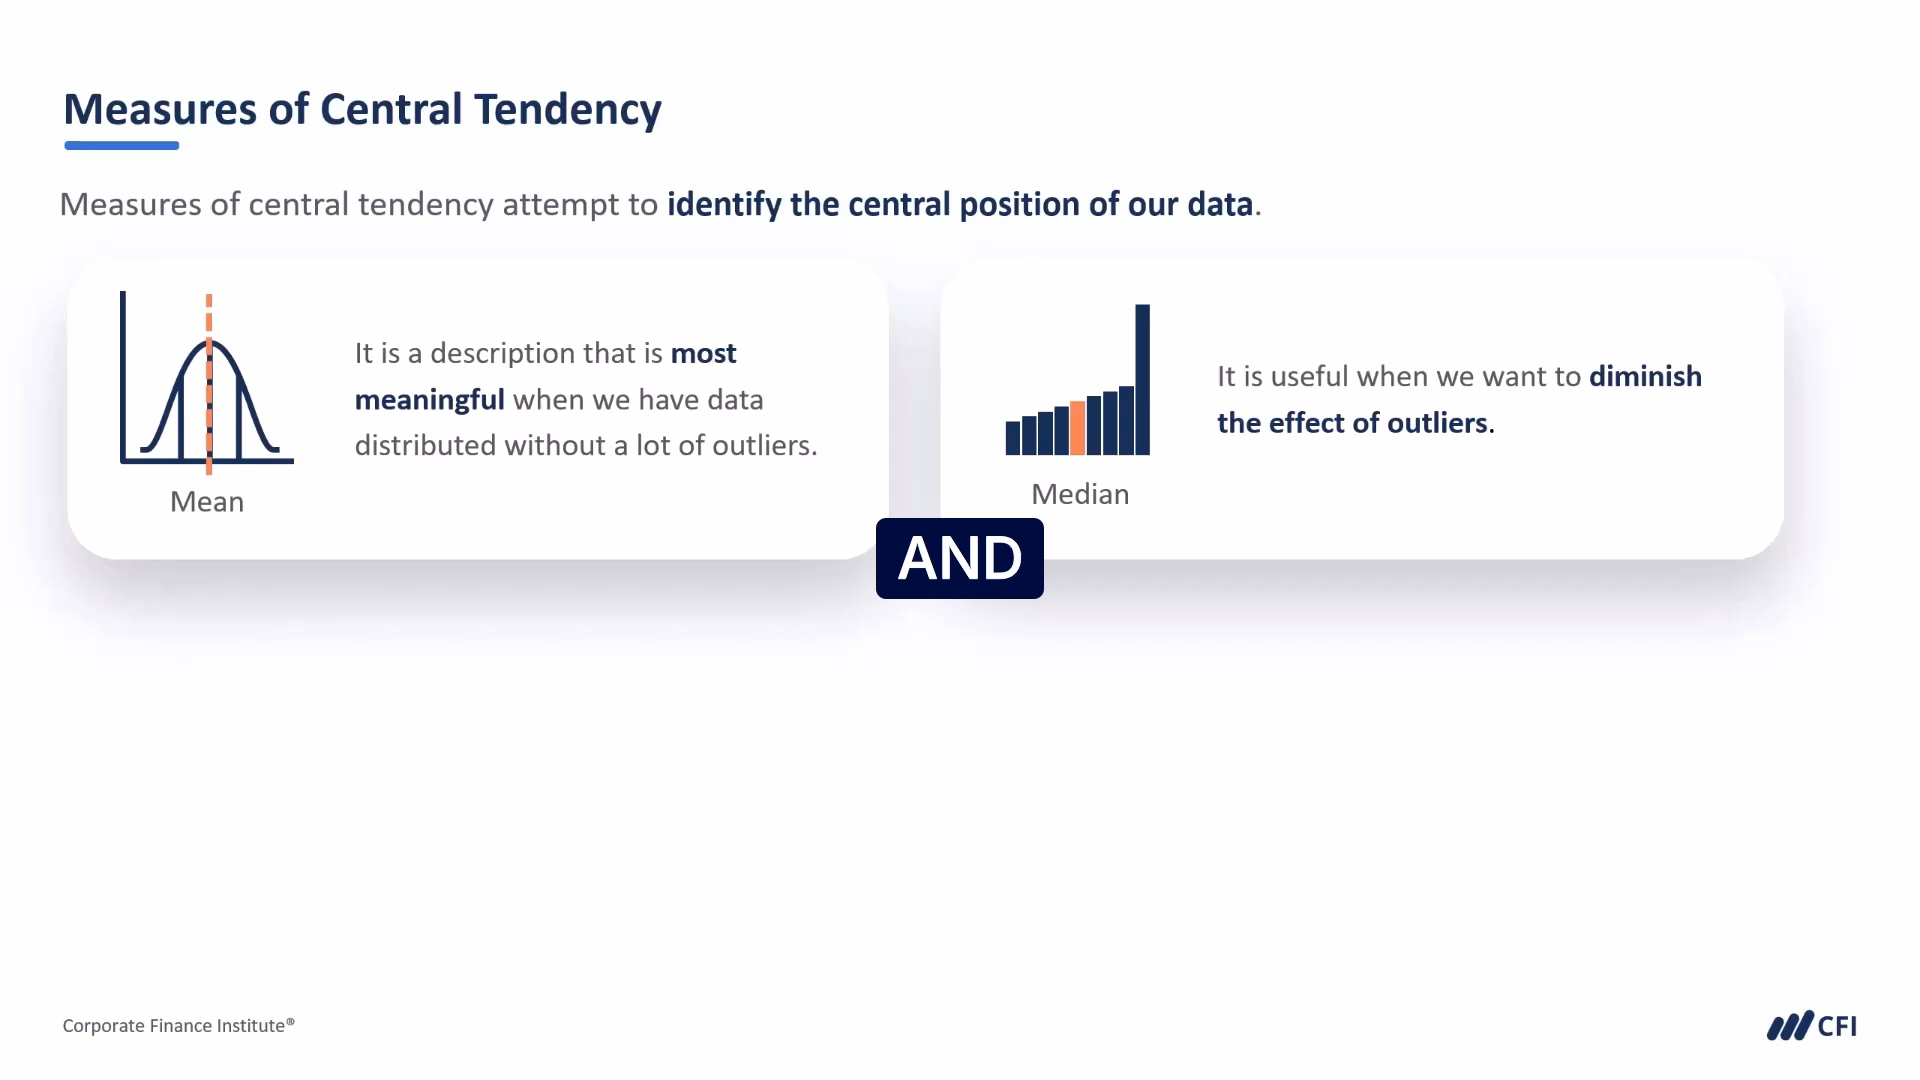 Measures of Central Tendency
Measures of central tendency attempt to identify the central position of our data.
It is a description that is most
meaningful when we have data
distributed without a lot of outliers.
Mean
It is useful when we want to diminish
the effect of outliers.
Median
AND
Corporate Finance Institute®
CFI